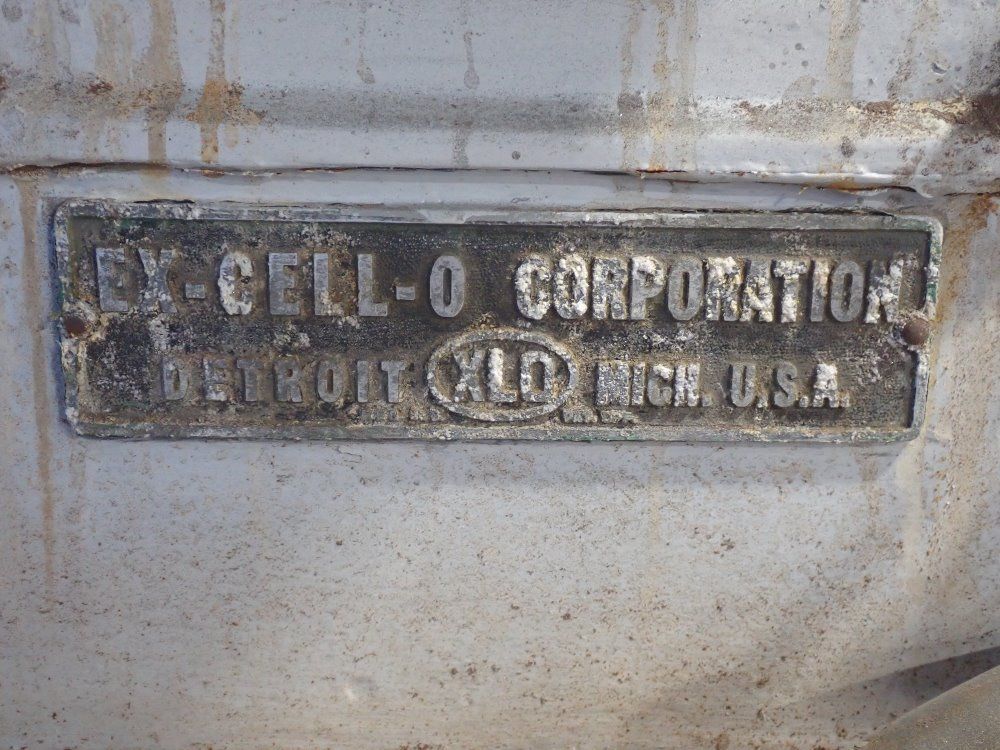 EX-CELL-O CORPORATION
DETROIT XLO MICH. U.S.A.